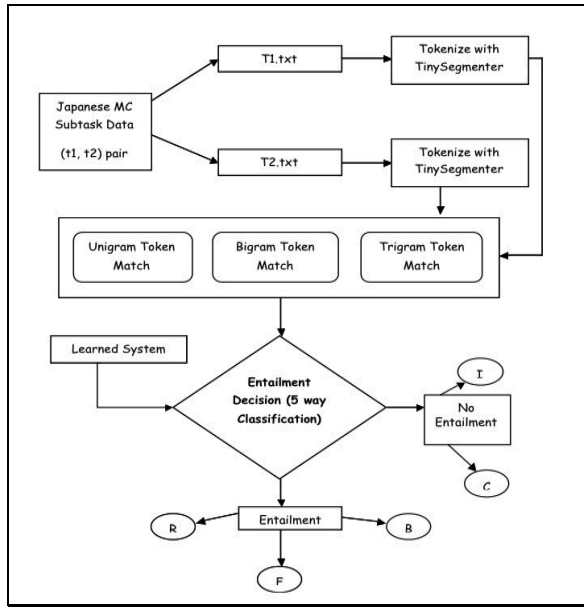 T1.txt
Tokenize with
TinySegmenter
Japanese MC
Subtask Data
(t1, t2) pair
T2.txt
Tokenize with
TinySegmenter
Unigram Token
Match
Bigram Token
Match
Trigram Token
Match
Learned System
Entailment
Decision (5 way
Classification)
I
No
Entailment
C
Entailment
R
B
F